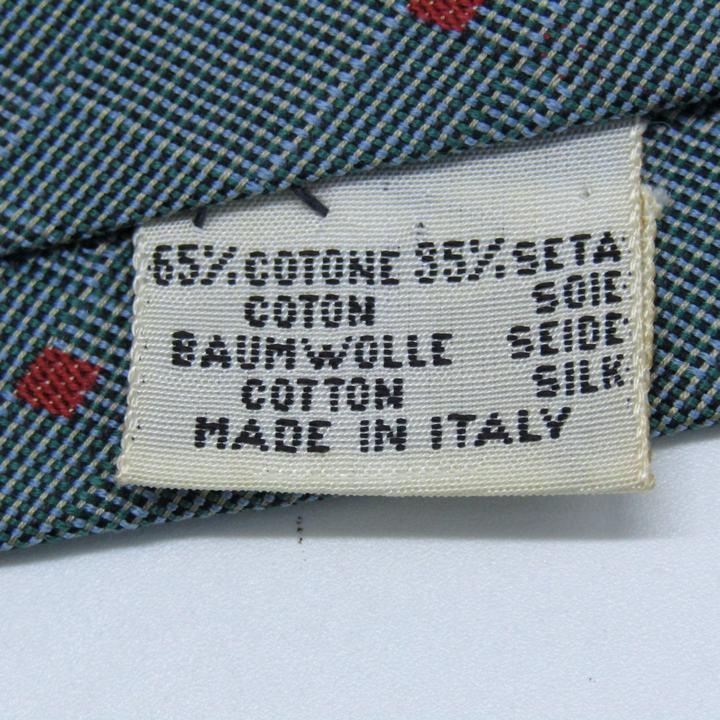 65% COTONE 35% SETA
COTON SOIE
BAUMWOLLE SEIDE
COTTON SILK
MADE IN ITALY